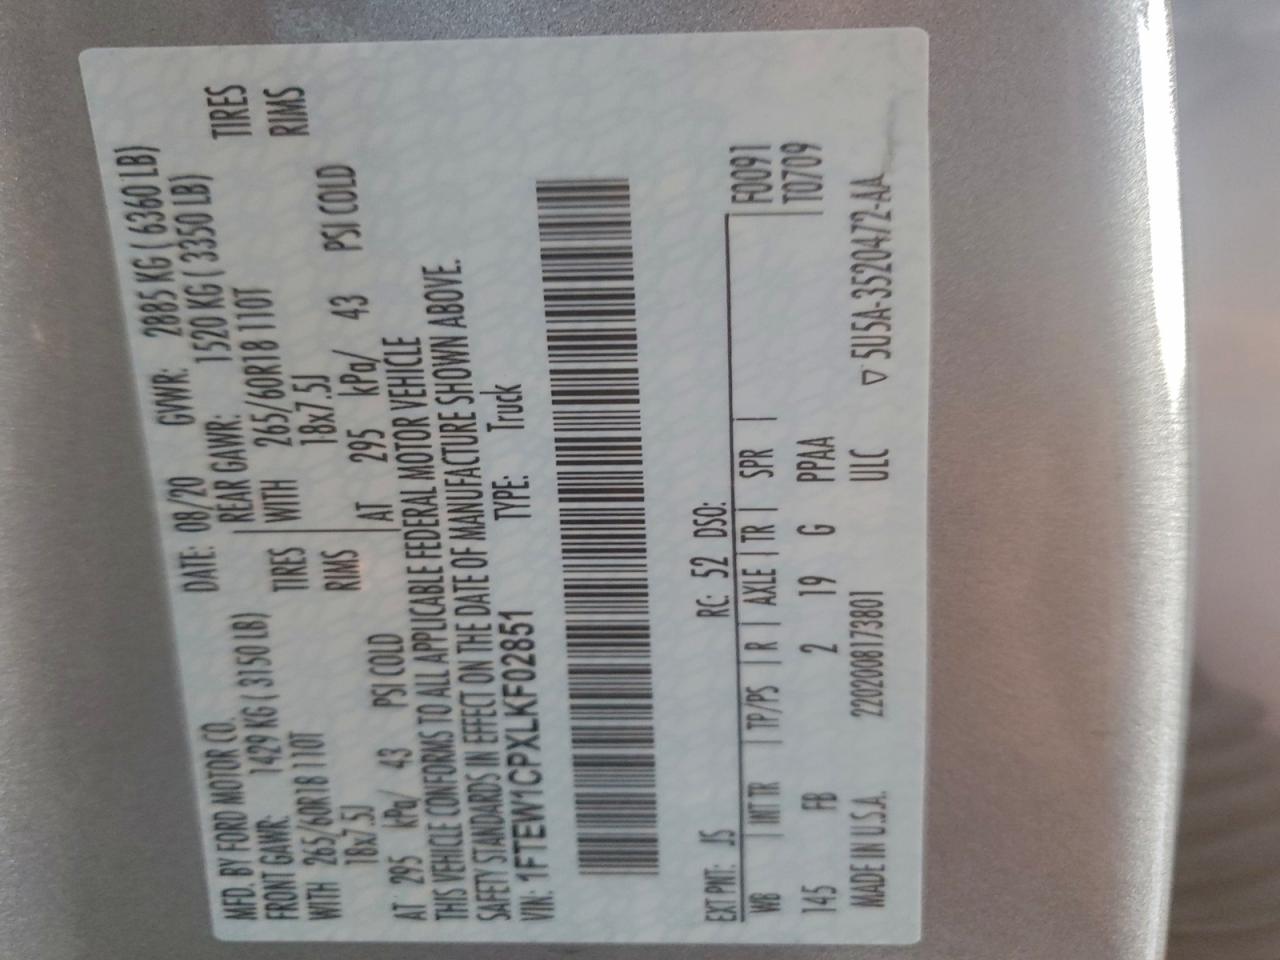 MFD. BY FORD MOTOR CO. DATE: 08/20 GVWR: 2885 KG ( 6360 LB)
FRONT GAWR: 1429 KG ( 3150 LB) REAR GAWR: 1520 KG ( 3350 LB)
WITH 265/60R18 110T TIRES WITH 265/60R18 110T TIRES
18x7.5J RIMS 18x7.5J RIMS
AT 295 kPa/ 43 PSI COLD AT 295 kPa/ 43 PSI COLD
THIS VEHICLE CONFORMS TO ALL APPLICABLE FEDERAL MOTOR VEHICLE
SAFETY STANDARDS IN EFFECT ON THE DATE OF MANUFACTURE SHOWN ABOVE.
VIN: 1FTEW1CPXLKF02851 TYPE: Truck
EXT PNT: JS RC: 52 DSO: F0091
WB | INT TR | TP/PS | R | AXLE | TR | SPR | T0709
145 FB 2 19 G PPAA
MADE IN U.S.A. 2202008173801 ULC ▽ 5U5A-3520472-AA